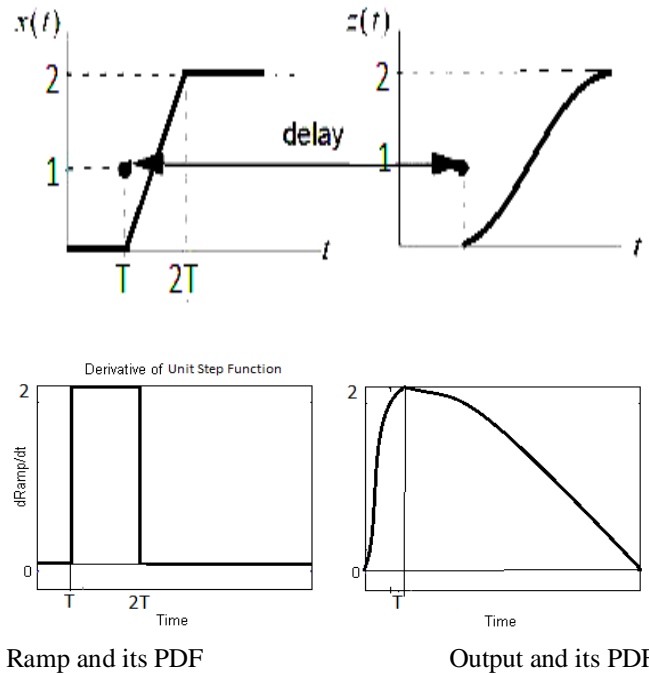 x(t)
z(t)
2
2
delay
1
1
t
t
T
2T
Derivative of Unit Step Function
2
2
dRamp/dt
0
0
T
2T
T
Time
Time
Ramp and its PDF
Output and its PDF